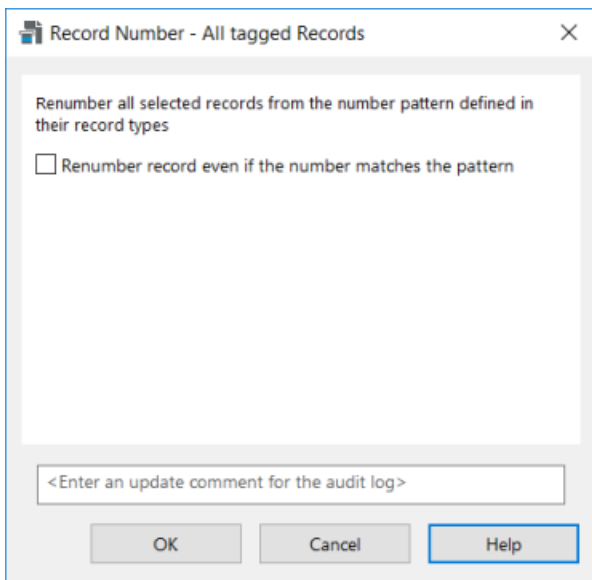 Record Number - All tagged Records
Renumber all selected records from the number pattern defined in
their record types
Renumber record even if the number matches the pattern
<Enter an update comment for the audit log>
OK Cancel Help